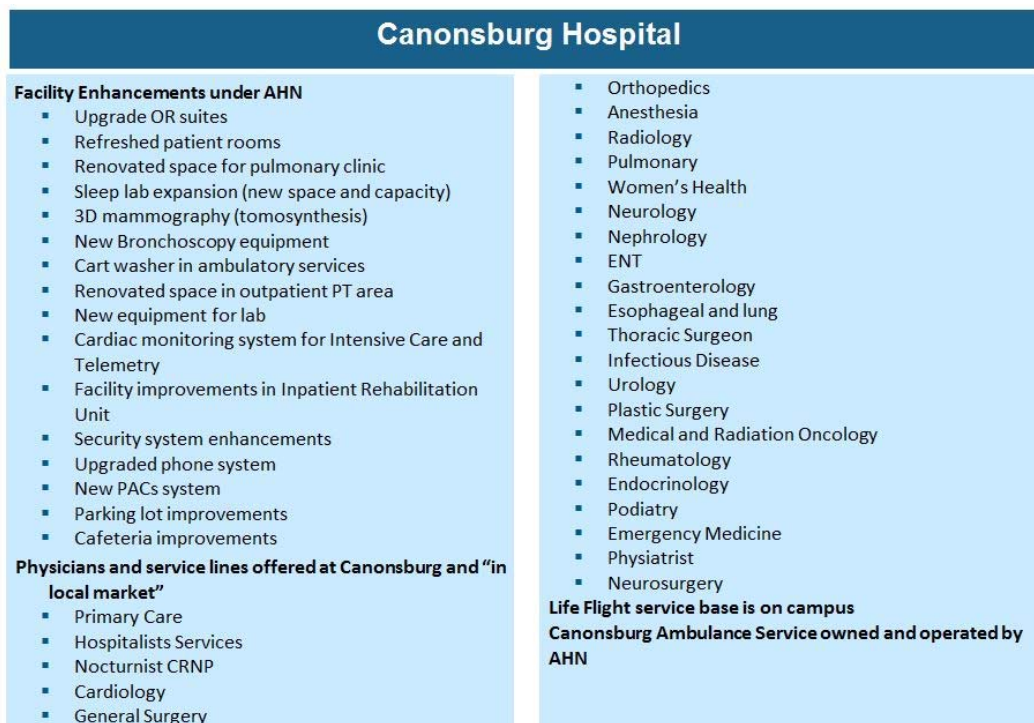 Canonsburg Hospital
Facility Enhancements under AHN
▪ Upgrade OR suites
▪ Refreshed patient rooms
▪ Renovated space for pulmonary clinic
▪ Sleep lab expansion (new space and capacity)
▪ 3D mammography (tomosynthesis)
▪ New Bronchoscopy equipment
▪ Cart washer in ambulatory services
▪ Renovated space in outpatient PT area
▪ New equipment for lab
▪ Cardiac monitoring system for Intensive Care and
Telemetry
▪ Facility improvements in Inpatient Rehabilitation
Unit
▪ Security system enhancements
▪ Upgraded phone system
▪ New PACs system
▪ Parking lot improvements
▪ Cafeteria improvements
Physicians and service lines offered at Canonsburg and “in
local market”
▪ Primary Care
▪ Hospitalists Services
▪ Nocturnist CRNP
▪ Cardiology
▪ General Surgery
▪ Orthopedics
▪ Anesthesia
▪ Radiology
▪ Pulmonary
▪ Women’s Health
▪ Neurology
▪ Nephrology
▪ ENT
▪ Gastroenterology
▪ Esophageal and lung
▪ Thoracic Surgeon
▪ Infectious Disease
▪ Urology
▪ Plastic Surgery
▪ Medical and Radiation Oncology
▪ Rheumatology
▪ Endocrinology
▪ Podiatry
▪ Emergency Medicine
▪ Physiatrist
▪ Neurosurgery
Life Flight service base is on campus
Canonsburg Ambulance Service owned and operated by
AHN